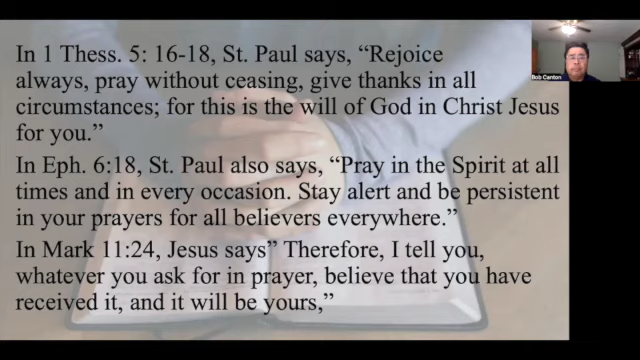 In 1 Thess. 5: 16-18, St. Paul says, “Rejoice
always, pray without ceasing, give thanks in all
circumstances; for this is the will of God in Christ Jesus
for you.”
In Eph. 6:18, St. Paul also says, “Pray in the Spirit at all
times and in every occasion. Stay alert and be persistent
in your prayers for all believers everywhere.”
In Mark 11:24, Jesus says” Therefore, I tell you,
whatever you ask for in prayer, believe that you have
received it, and it will be yours,”
Bob Canton